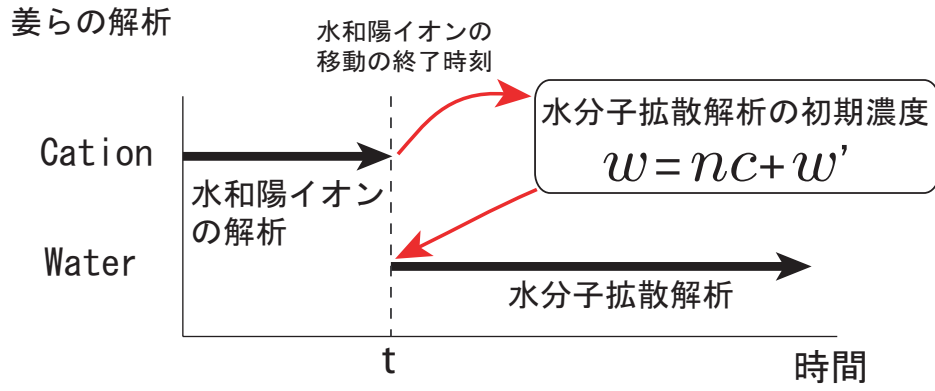 姜らの解析
水和陽イオンの
移動の終了時刻
水分子拡散解析の初期濃度
w=nc+w’
Cation
水和陽イオン
の解析
Water
水分子拡散解析
t
時間